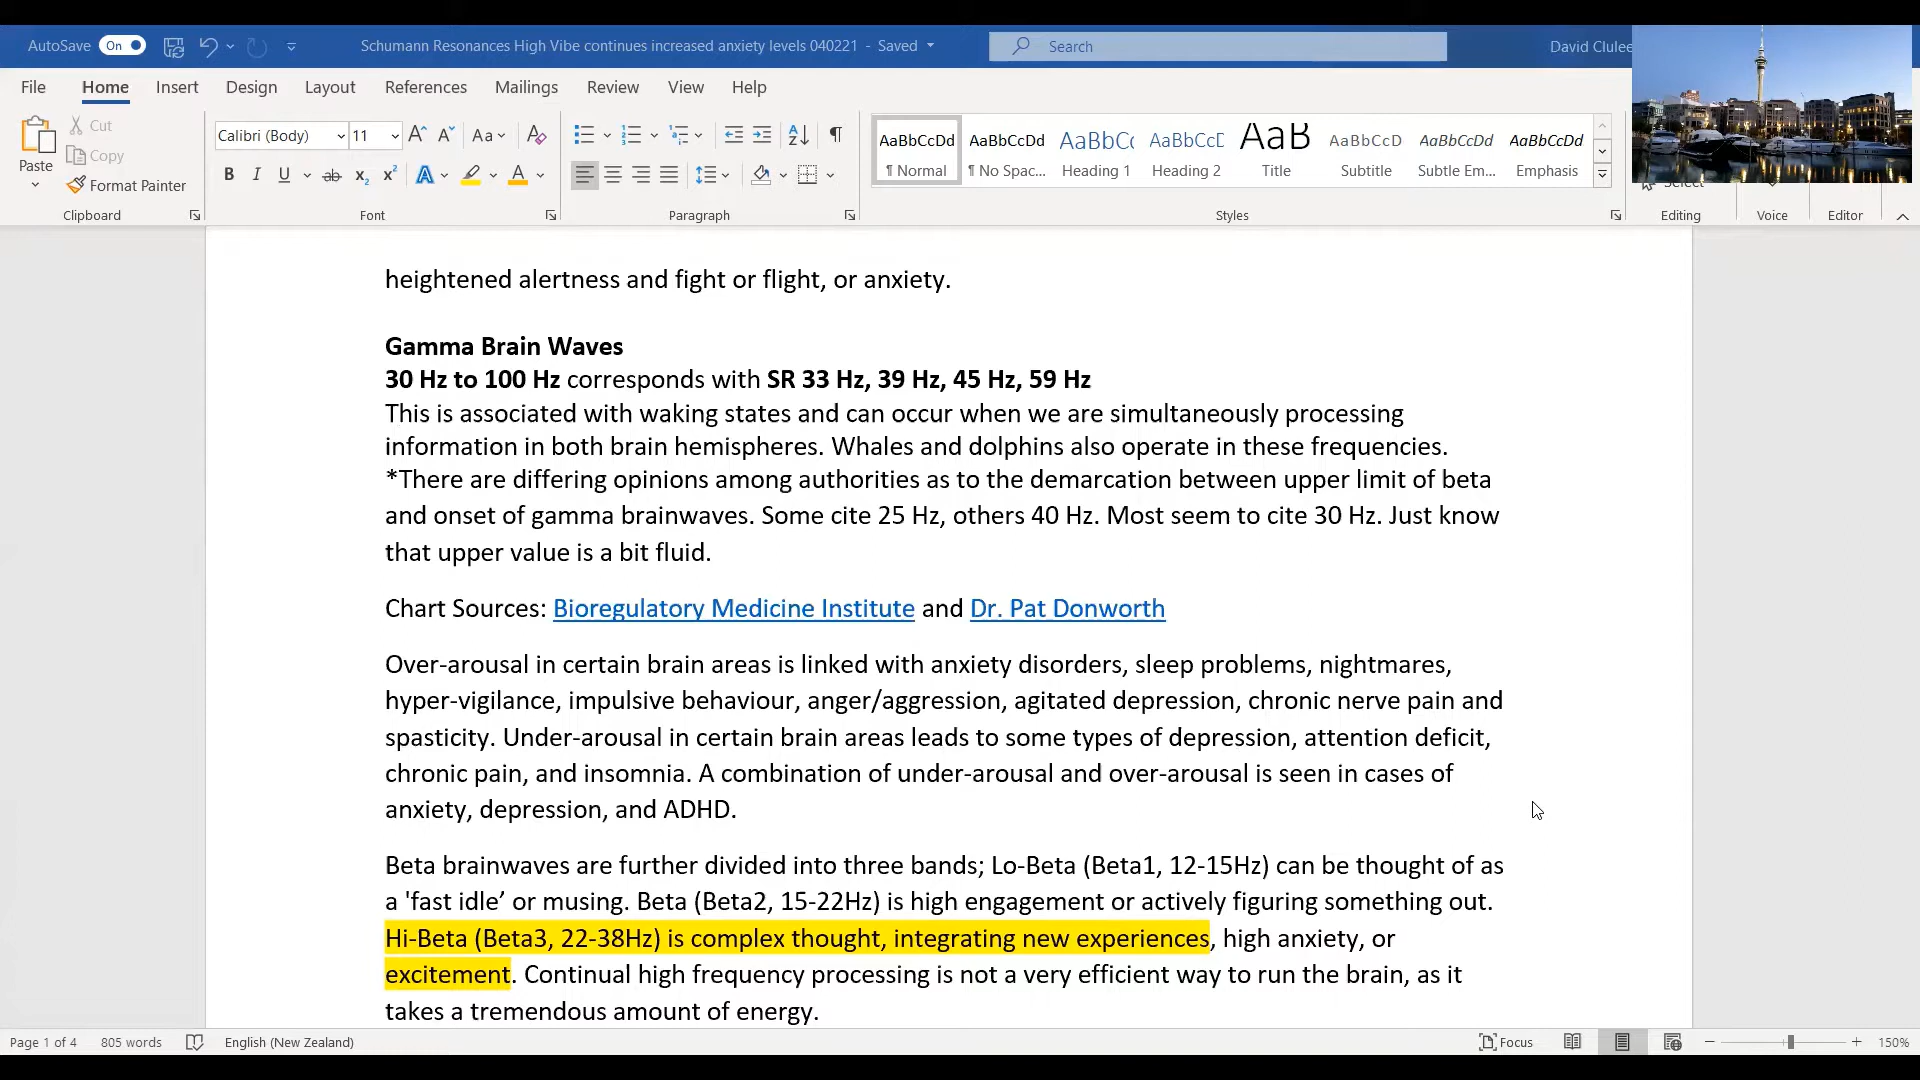 AutoSave On Schumann Resonances High Vibe continues increased anxiety levels 040221 - Saved Search David Clulee
File Home Insert Design Layout References Mailings Review View Help
Paste Cut Copy Format Painter
Calibri (Body) 11 Aa
B I U ab x₂ x² A A
AaBbCcDd AaBbCcDd AaBbCc AaBbCcD AaB AaBbCcD AaBbCcDd AaBbCcDd
¶ Normal ¶ No Spac... Heading 1 Heading 2 Title Subtitle Subtle Em... Emphasis
Select
Clipboard Font Paragraph Styles Editing Voice Editor
heightened alertness and fight or flight, or anxiety.
Gamma Brain Waves
30 Hz to 100 Hz corresponds with SR 33 Hz, 39 Hz, 45 Hz, 59 Hz
This is associated with waking states and can occur when we are simultaneously processing
information in both brain hemispheres. Whales and dolphins also operate in these frequencies.
*There are differing opinions among authorities as to the demarcation between upper limit of beta
and onset of gamma brainwaves. Some cite 25 Hz, others 40 Hz. Most seem to cite 30 Hz. Just know
that upper value is a bit fluid.
Chart Sources: Bioregulatory Medicine Institute and Dr. Pat Donworth
Over-arousal in certain brain areas is linked with anxiety disorders, sleep problems, nightmares,
hyper-vigilance, impulsive behaviour, anger/aggression, agitated depression, chronic nerve pain and
spasticity. Under-arousal in certain brain areas leads to some types of depression, attention deficit,
chronic pain, and insomnia. A combination of under-arousal and over-arousal is seen in cases of
anxiety, depression, and ADHD.
Beta brainwaves are further divided into three bands; Lo-Beta (Beta1, 12-15Hz) can be thought of as
a 'fast idle’ or musing. Beta (Beta2, 15-22Hz) is high engagement or actively figuring something out.
Hi-Beta (Beta3, 22-38Hz) is complex thought, integrating new experiences, high anxiety, or
excitement. Continual high frequency processing is not a very efficient way to run the brain, as it
takes a tremendous amount of energy.
Page 1 of 4 805 words English (New Zealand) Focus 150%